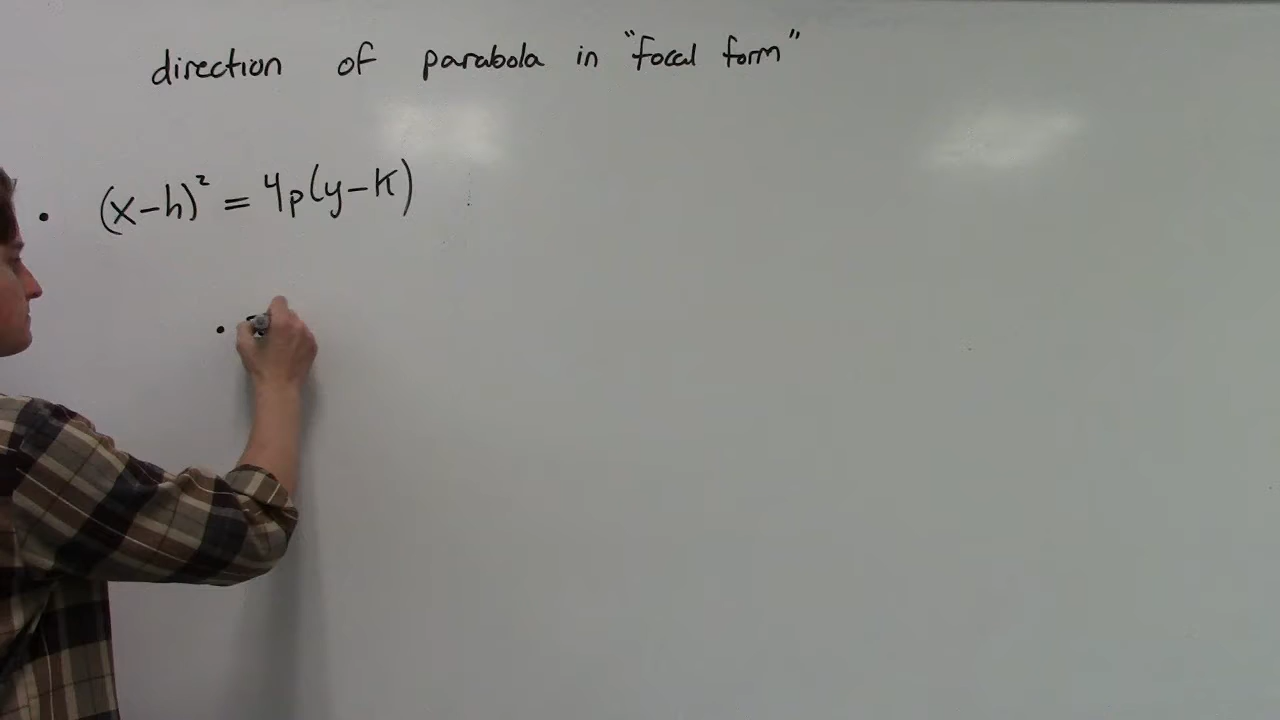 direction of parabola in "focal form"
• (x-h)² = 4p(y-k)
•